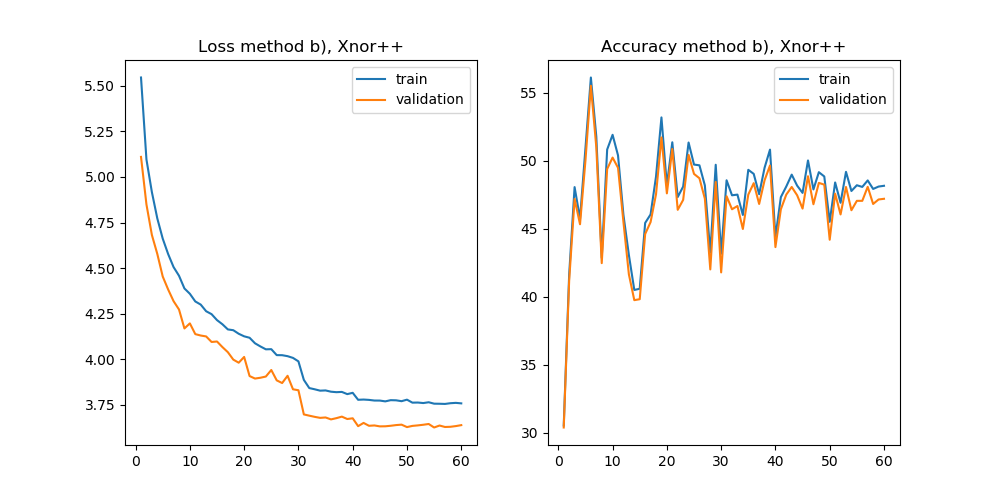 Loss method b), Xnor++
train
validation
5.50
5.25
5.00
4.75
4.50
4.25
4.00
3.75
0 10 20 30 40 50 60
Accuracy method b), Xnor++
train
validation
55
50
45
40
35
30
0 10 20 30 40 50 60